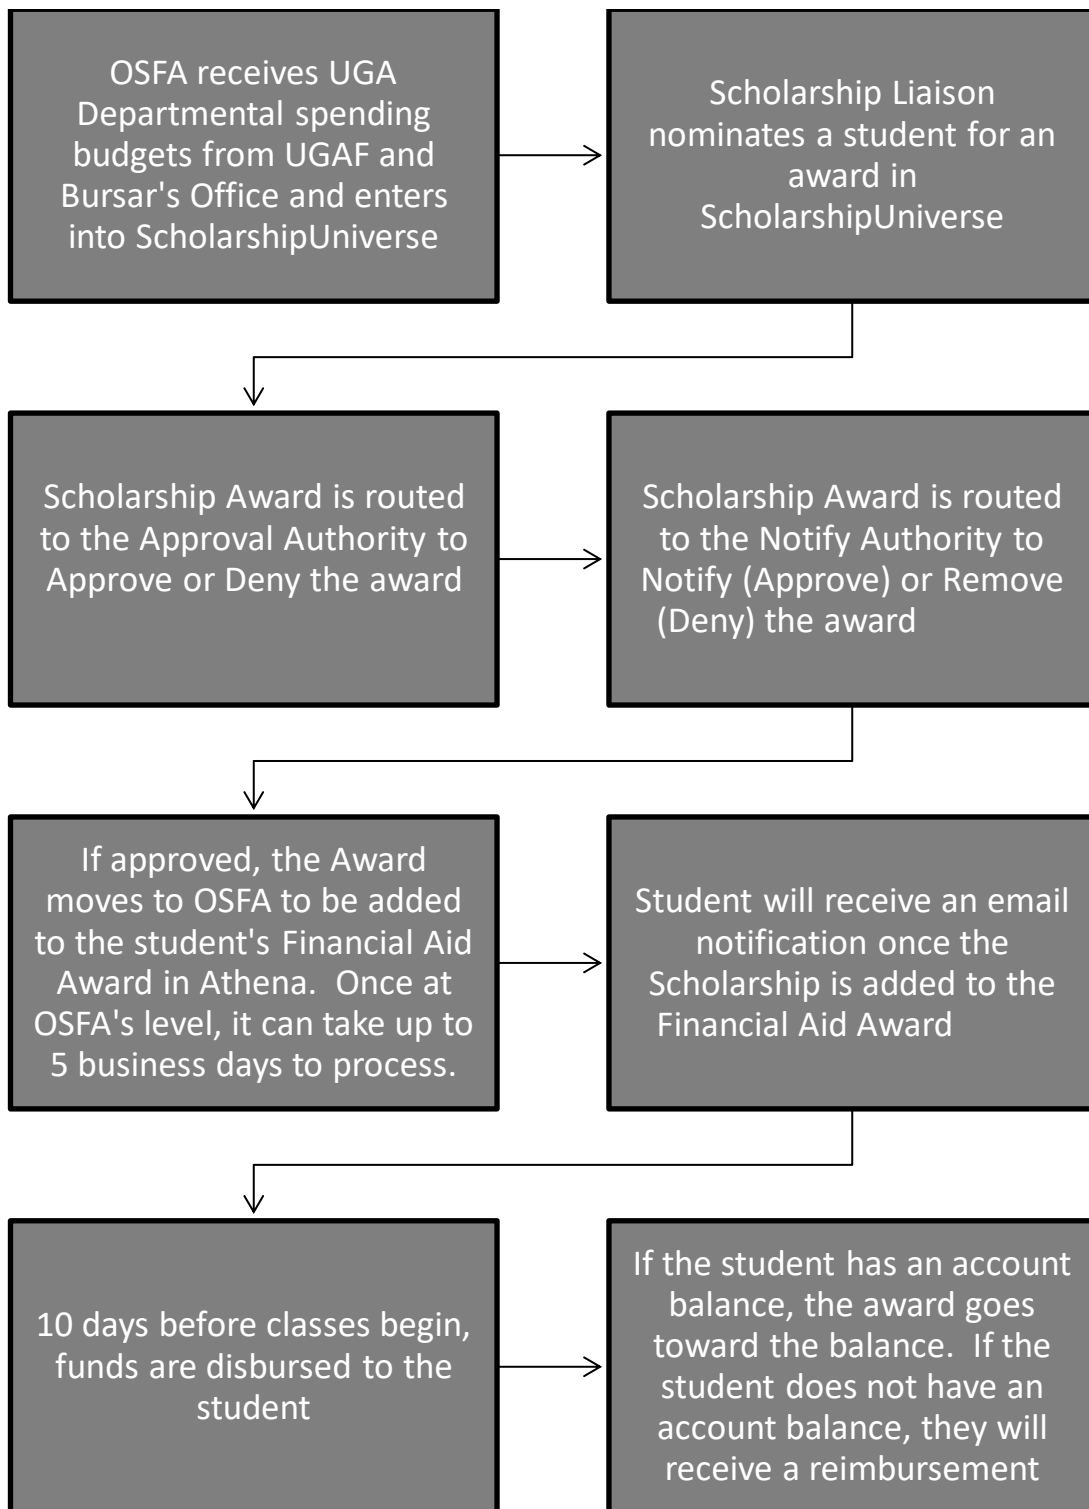 OSFA receives UGA
Departmental spending
budgets from UGAF and
Bursar's Office and enters
into ScholarshipUniverse
Scholarship Liaison
nominates a student for an
award in
ScholarshipUniverse
Scholarship Award is routed
to the Approval Authority to
Approve or Deny the award
Scholarship Award is routed
to the Notify Authority to
Notify (Approve) or Remove
(Deny) the award
If approved, the Award
moves to OSFA to be added
to the student's Financial Aid
Award in Athena.  Once at
OSFA's level, it can take up to
5 business days to process.
Student will receive an email
notification once the
Scholarship is added to the
Financial Aid Award
10 days before classes begin,
funds are disbursed to the
student
If the student has an account
balance, the award goes
toward the balance.  If the
student does not have an
account balance, they will
receive a reimbursement